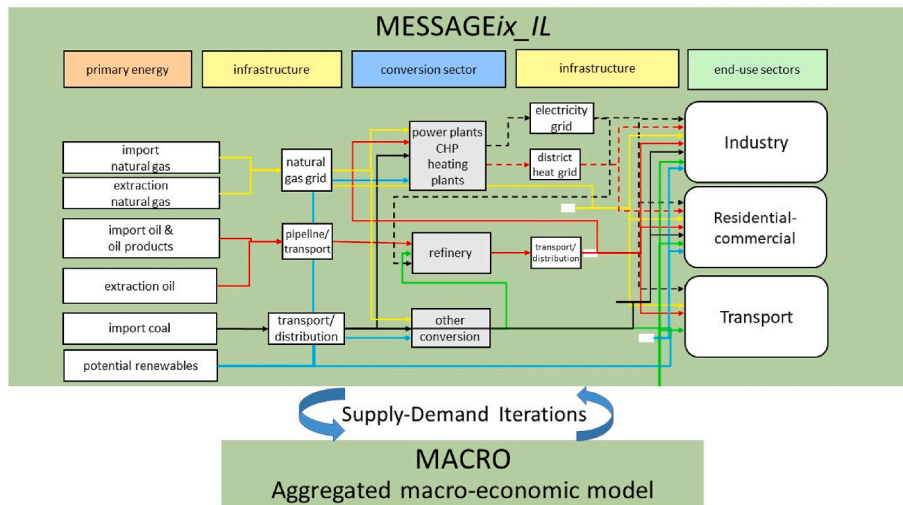 MESSAGEix_IL
primary energy
infrastructure
conversion sector
infrastructure
end-use sectors
import
natural gas
extraction
natural gas
import oil &
oil products
extraction oil
import coal
potential renewables
natural
gas grid
pipeline/
transport
transport/
distribution
power plants
CHP
heating
plants
refinery
other
conversion
electricity
grid
district
heat grid
transport/
distribution
Industry
Residential-
commercial
Transport
Supply-Demand Iterations
MACRO
Aggregated macro-economic model